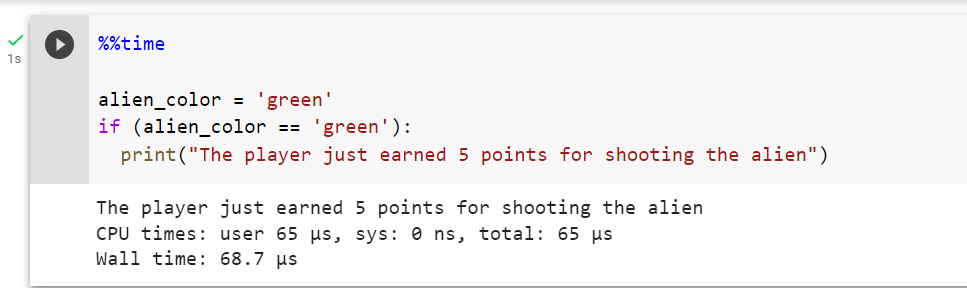 %%time
1s
alien_color = 'green'
if (alien_color == 'green'):
  print("The player just earned 5 points for shooting the alien")
The player just earned 5 points for shooting the alien
CPU times: user 65 µs, sys: 0 ns, total: 65 µs
Wall time: 68.7 µs